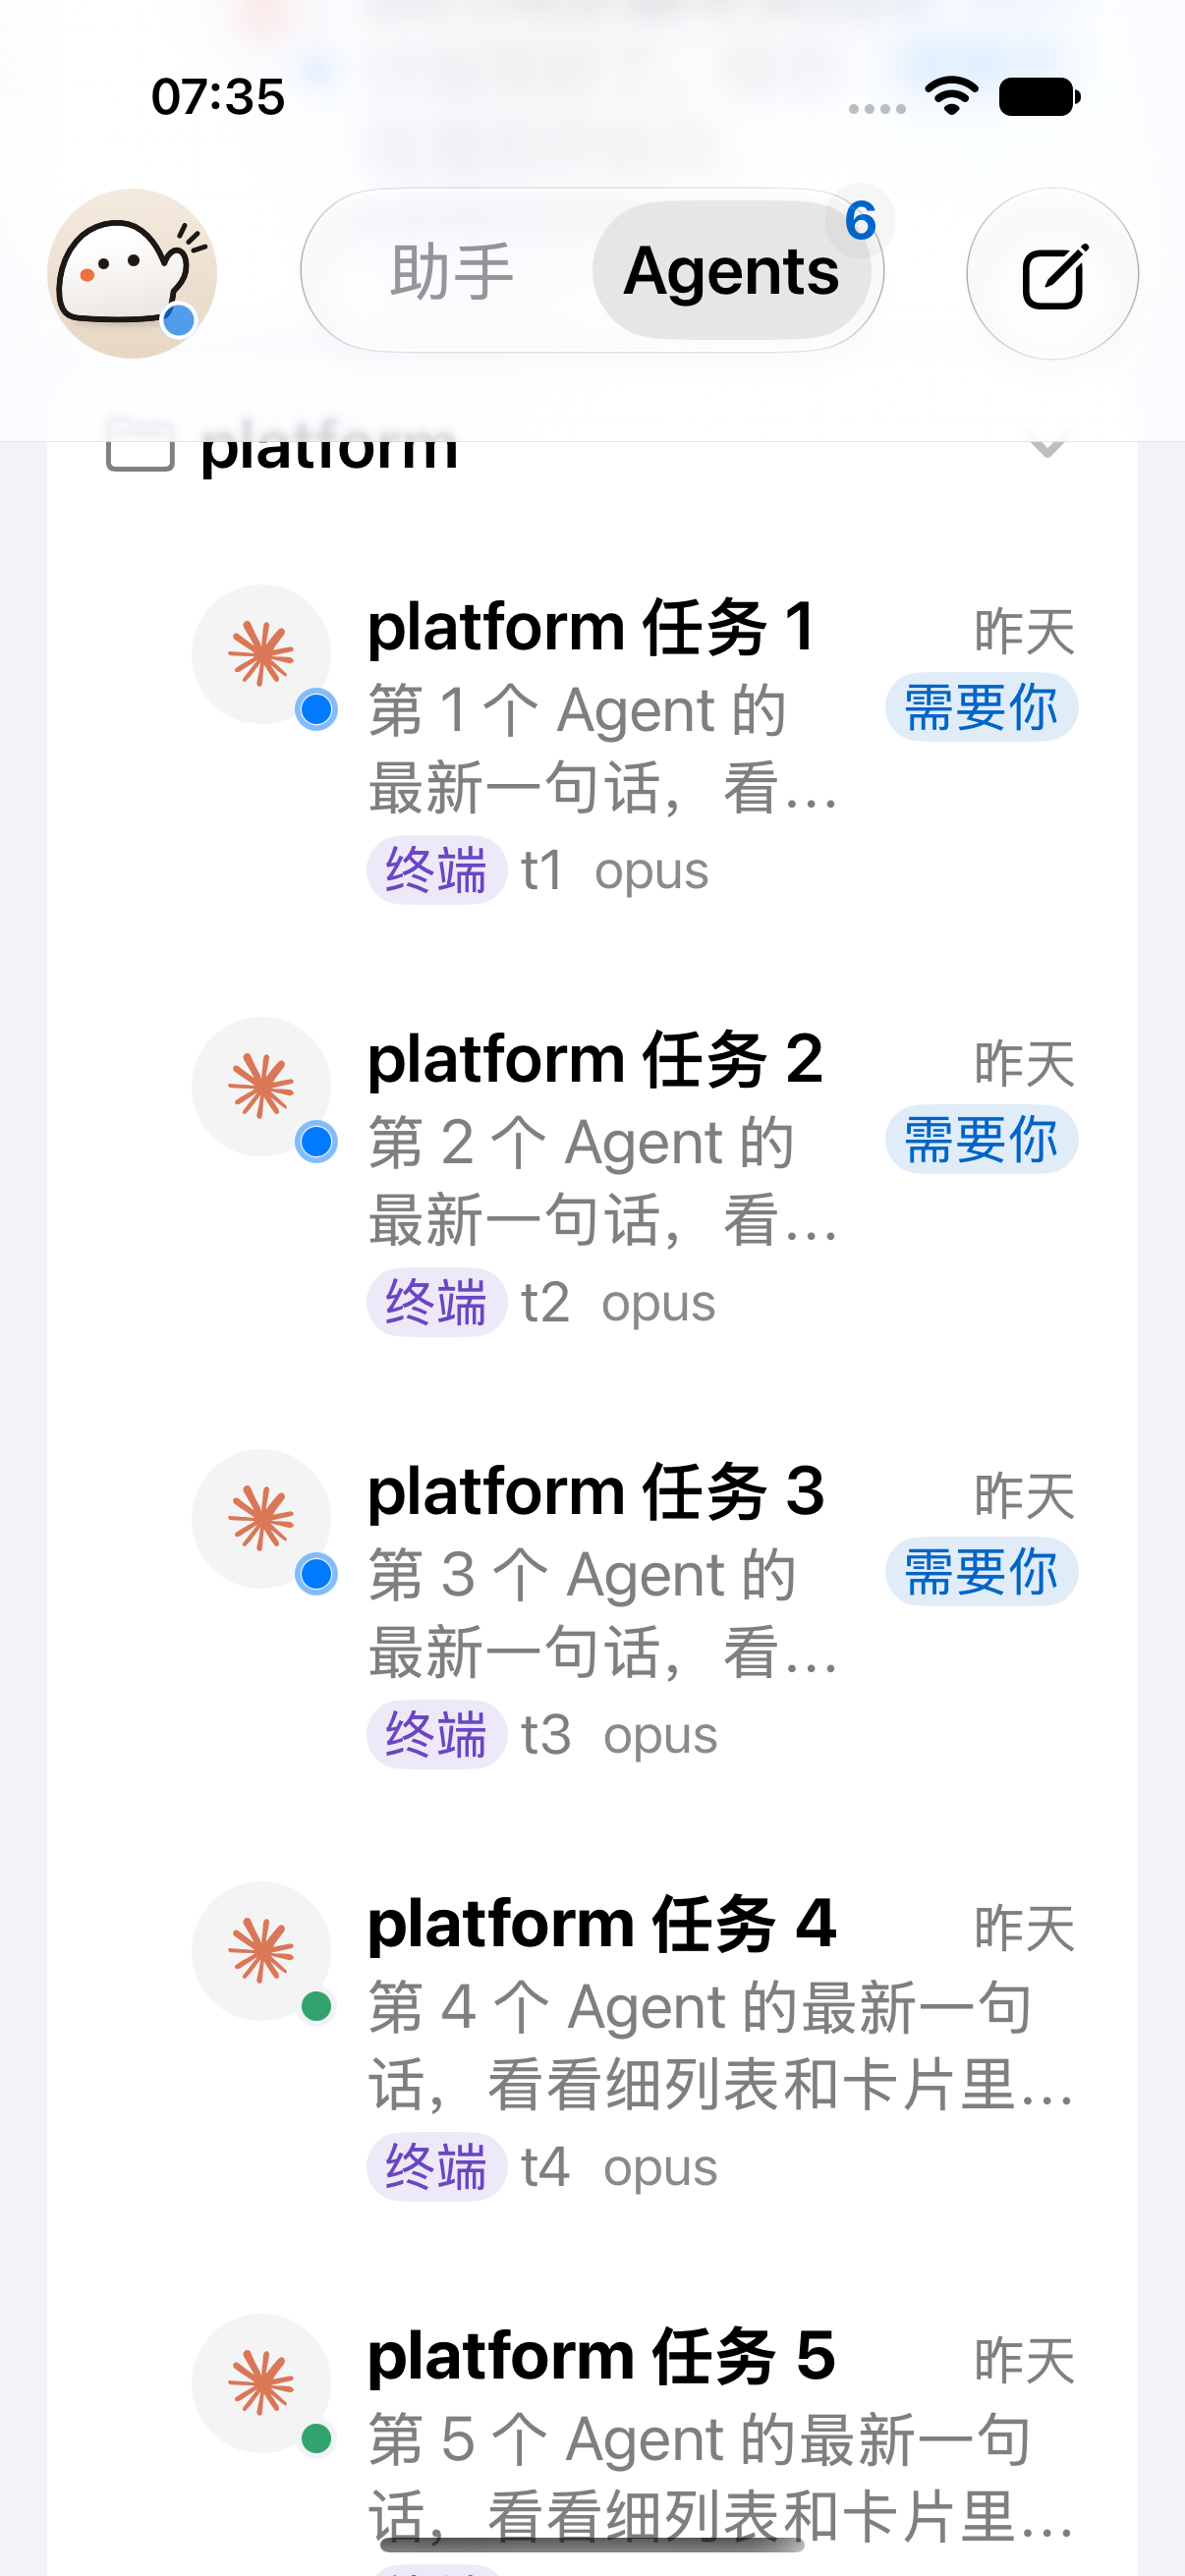 07:35
助手
Agents
6
platform
platform 任务 1
昨天
第 1 个 Agent 的
需要你
最新一句话，看…
终端 t1 opus
platform 任务 2
昨天
第 2 个 Agent 的
需要你
最新一句话，看…
终端 t2 opus
platform 任务 3
昨天
第 3 个 Agent 的
需要你
最新一句话，看…
终端 t3 opus
platform 任务 4
昨天
第 4 个 Agent 的最新一句
话，看看细列表和卡片里…
终端 t4 opus
platform 任务 5
昨天
第 5 个 Agent 的最新一句
话，看看细列表和卡片里…